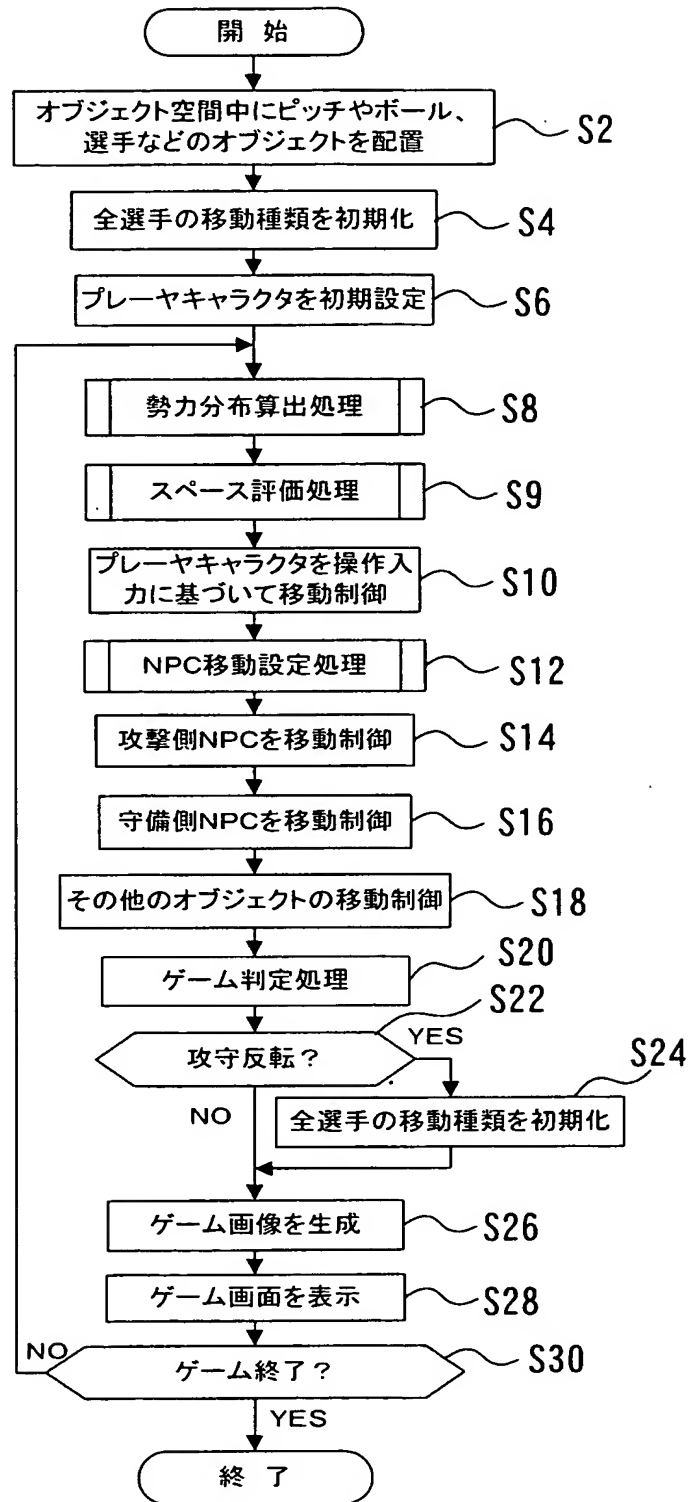 開 始
オブジェクト空間中にピッチやボール、
選手などのオブジェクトを配置
S2
全選手の移動種類を初期化
S4
プレーヤキャラクタを初期設定
S6
勢力分布算出処理
S8
スペース評価処理
S9
プレーヤキャラクタを操作入
力に基づいて移動制御
S10
NPC移動設定処理
S12
攻撃側NPCを移動制御
S14
守備側NPCを移動制御
S16
その他のオブジェクトの移動制御
S18
ゲーム判定処理
S20
攻守反転？
S22
YES
NO
全選手の移動種類を初期化
S24
ゲーム画像を生成
S26
ゲーム画面を表示
S28
ゲーム終了？
S30
NO
YES
終 了